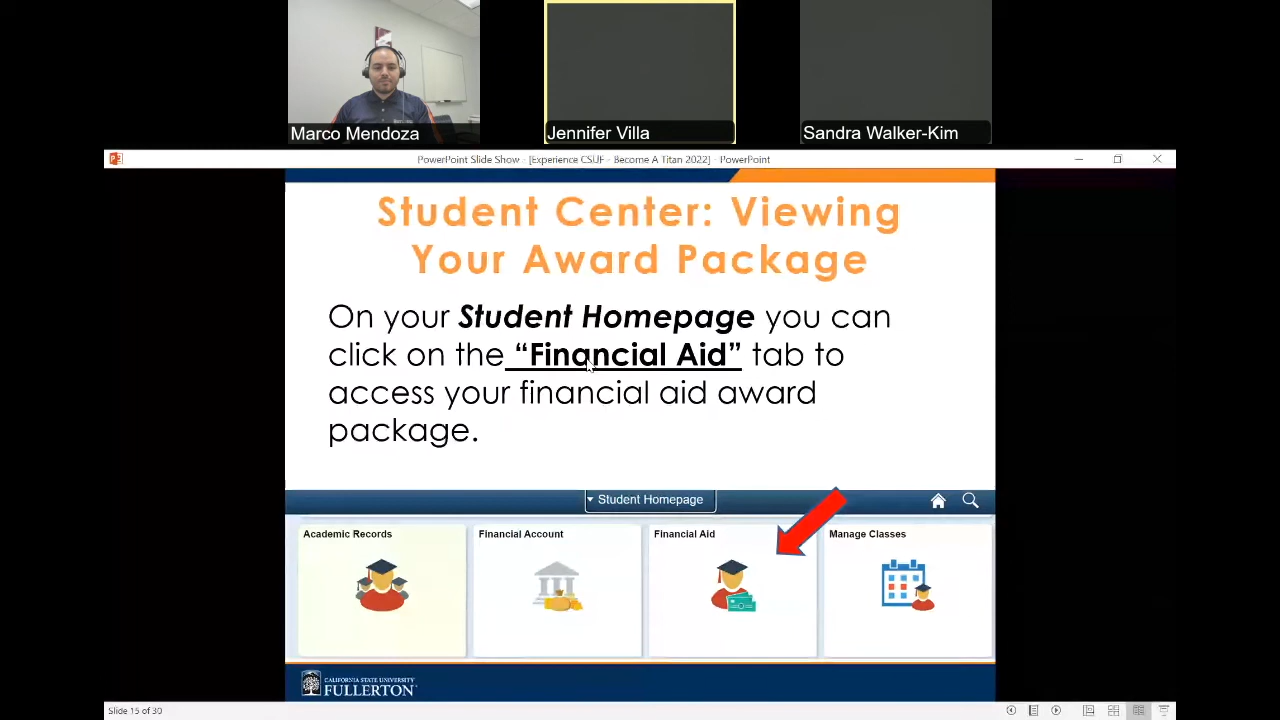 Marco Mendoza
Jennifer Villa
Sandra Walker-Kim
PowerPoint Slide Show - [Experience CSUF - Become A Titan 2022] - PowerPoint
Student Center: Viewing
Your Award Package
On your Student Homepage you can
click on the “Financial Aid” tab to
access your financial aid award
package.
Student Homepage
Academic Records
Financial Account
Financial Aid
Manage Classes
CALIFORNIA STATE UNIVERSITY
FULLERTON
Slide 15 of 30